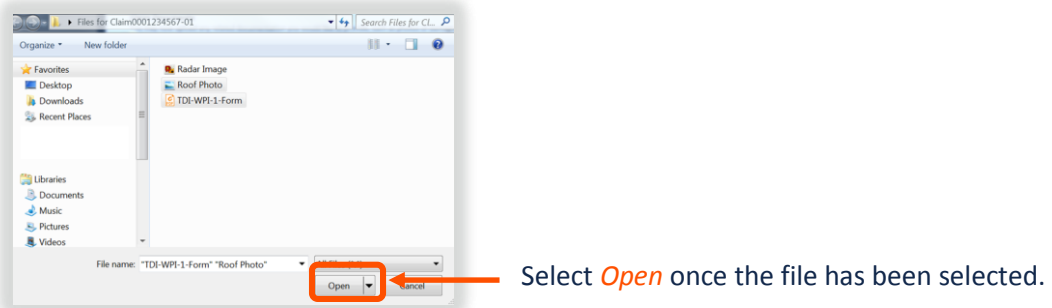 Files for Claim0001234567-01
Search Files for Cl...
Organize
New folder
Favorites
Desktop
Downloads
Recent Places
Libraries
Documents
Music
Pictures
Videos
Radar Image
Roof Photo
TDI-WPI-1-Form
File name: "TDI-WPI-1-Form" "Roof Photo"
Open
Cancel
Select Open once the file has been selected.